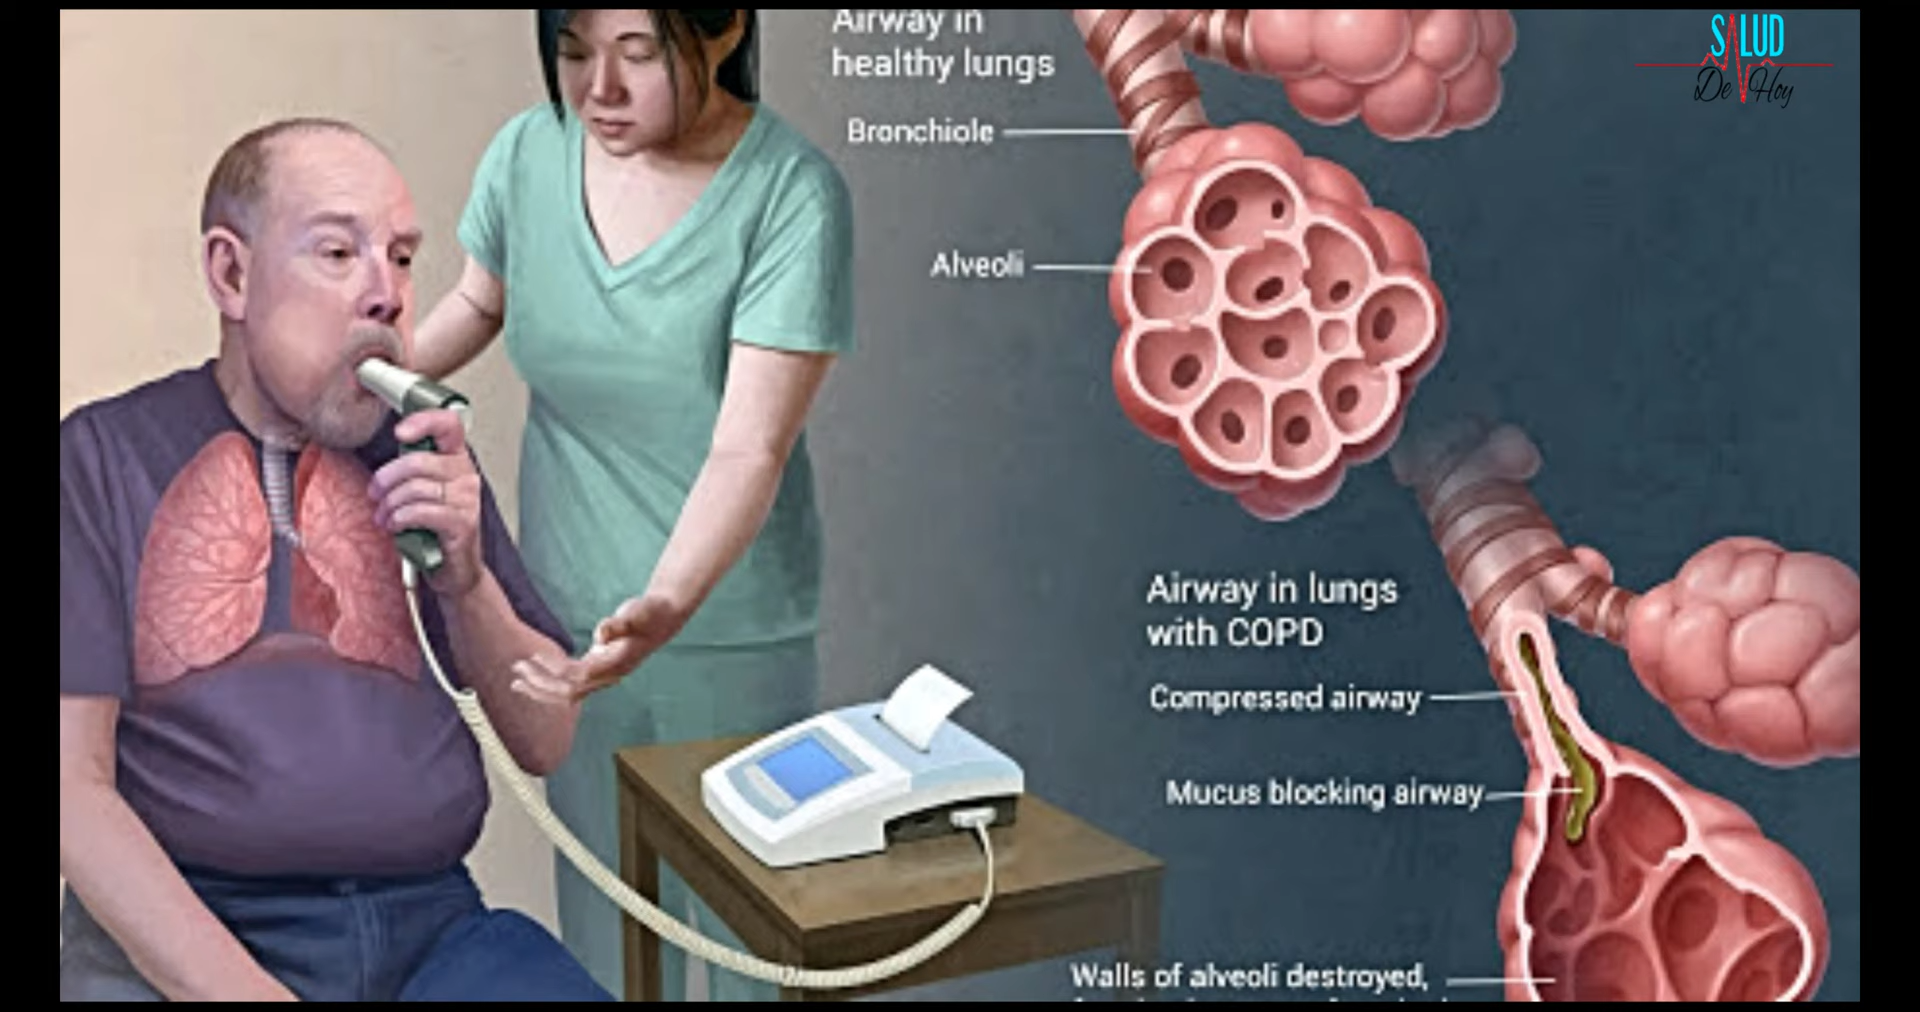 Airway in
healthy lungs
Bronchiole
Alveoli
Airway in lungs
with COPD
Compressed airway
Mucus blocking airway
Walls of alveoli destroyed,
SALUD
De Hoy